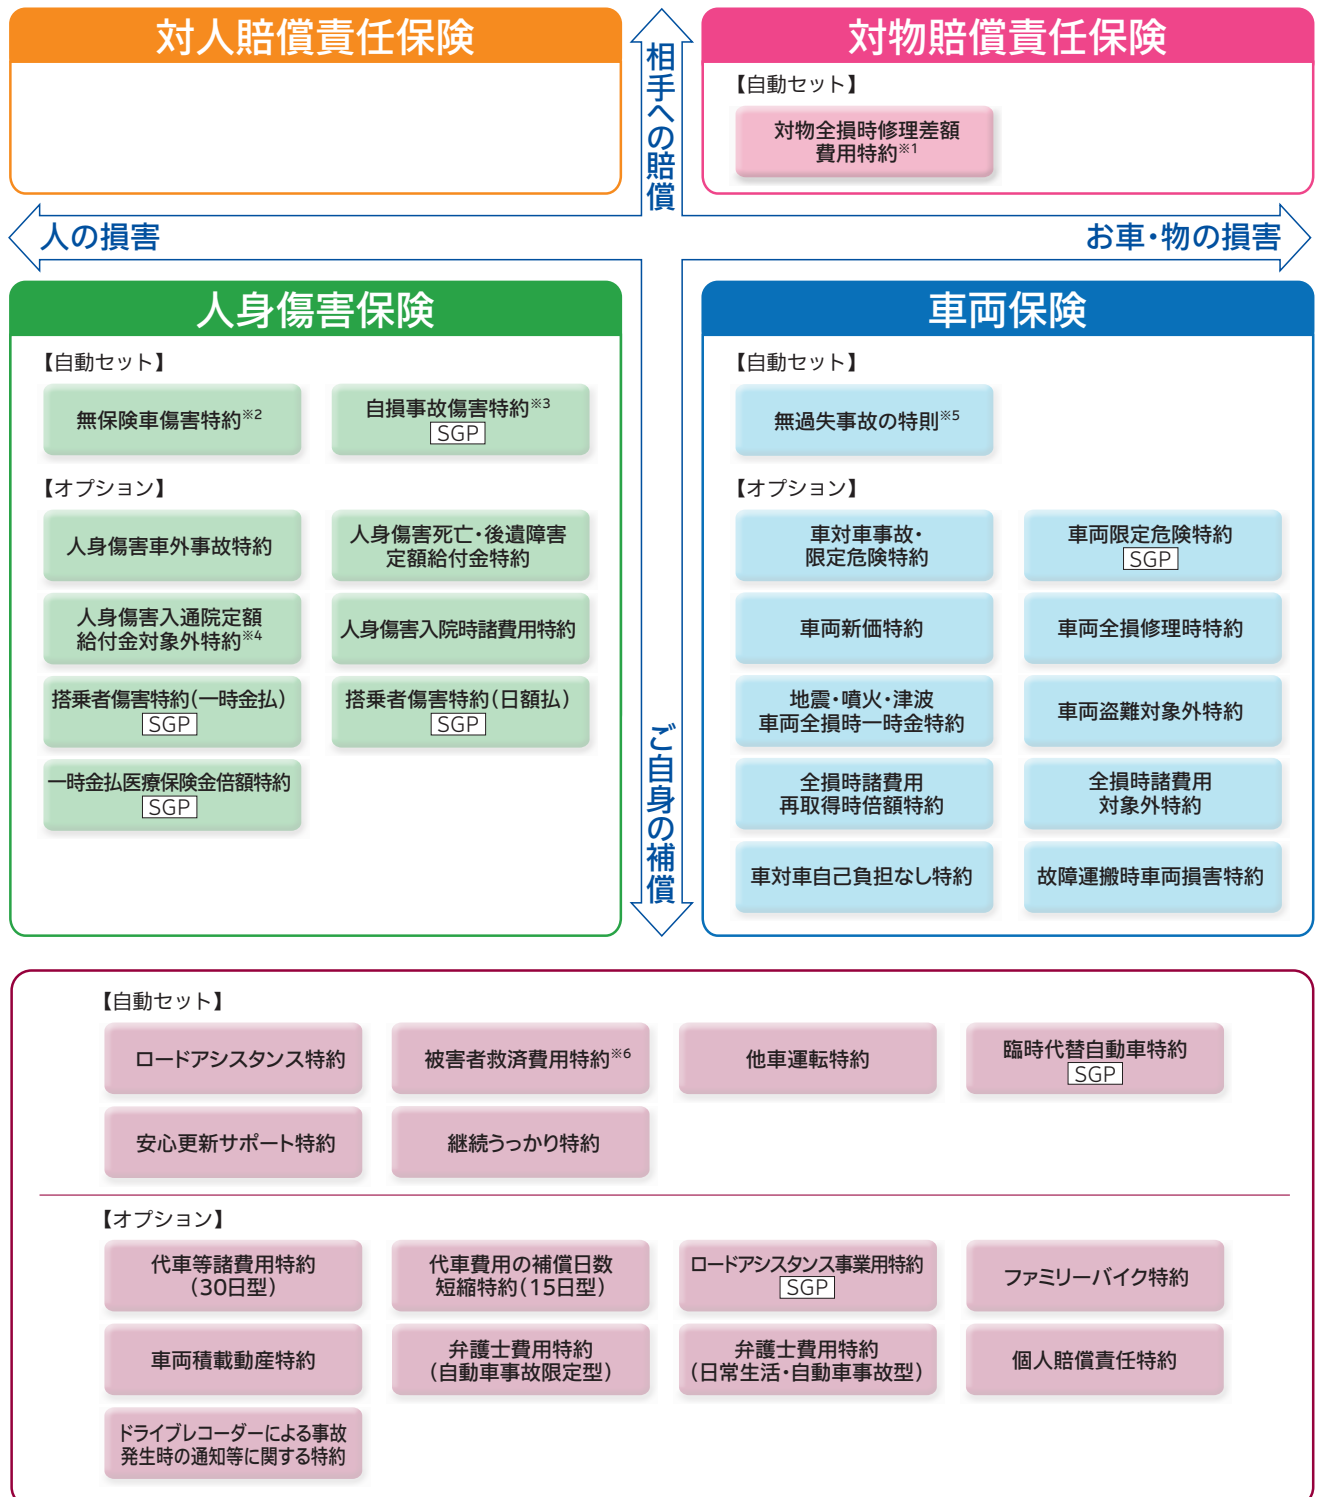 対人賠償責任保険
相手への賠償
対物賠償責任保険
【自動セット】
対物全損時修理差額
費用特約※1
人の損害
お車・物の損害
人身傷害保険
【自動セット】
無保険車傷害特約※2
自損事故傷害特約※3
SGP
【オプション】
人身傷害車外事故特約
人身傷害死亡・後遺障害
定額給付金特約
人身傷害入通院定額
給付金対象外特約※4
人身傷害入院時諸費用特約
搭乗者傷害特約(一時金払)
SGP
搭乗者傷害特約(日額払)
SGP
一時金払医療保険金倍額特約
SGP
ご自身の補償
車両保険
【自動セット】
無過失事故の特則※5
【オプション】
車対車事故・
限定危険特約
車両限定危険特約
SGP
車両新価特約
車両全損修理時特約
地震・噴火・津波
車両全損時一時金特約
車両盗難対象外特約
全損時諸費用
再取得時倍額特約
全損時諸費用
対象外特約
車対車自己負担なし特約
故障運搬時車両損害特約
【自動セット】
ロードアシスタンス特約
被害者救済費用特約※6
他車運転特約
臨時代替自動車特約
SGP
安心更新サポート特約
継続うっかり特約
【オプション】
代車等諸費用特約
(30日型)
代車費用の補償日数
短縮特約(15日型)
ロードアシスタンス事業用特約
SGP
ファミリーバイク特約
車両積載動産特約
弁護士費用特約
(自動車事故限定型)
弁護士費用特約
(日常生活・自動車事故型)
個人賠償責任特約
ドライブレコーダーによる事故
発生時の通知等に関する特約